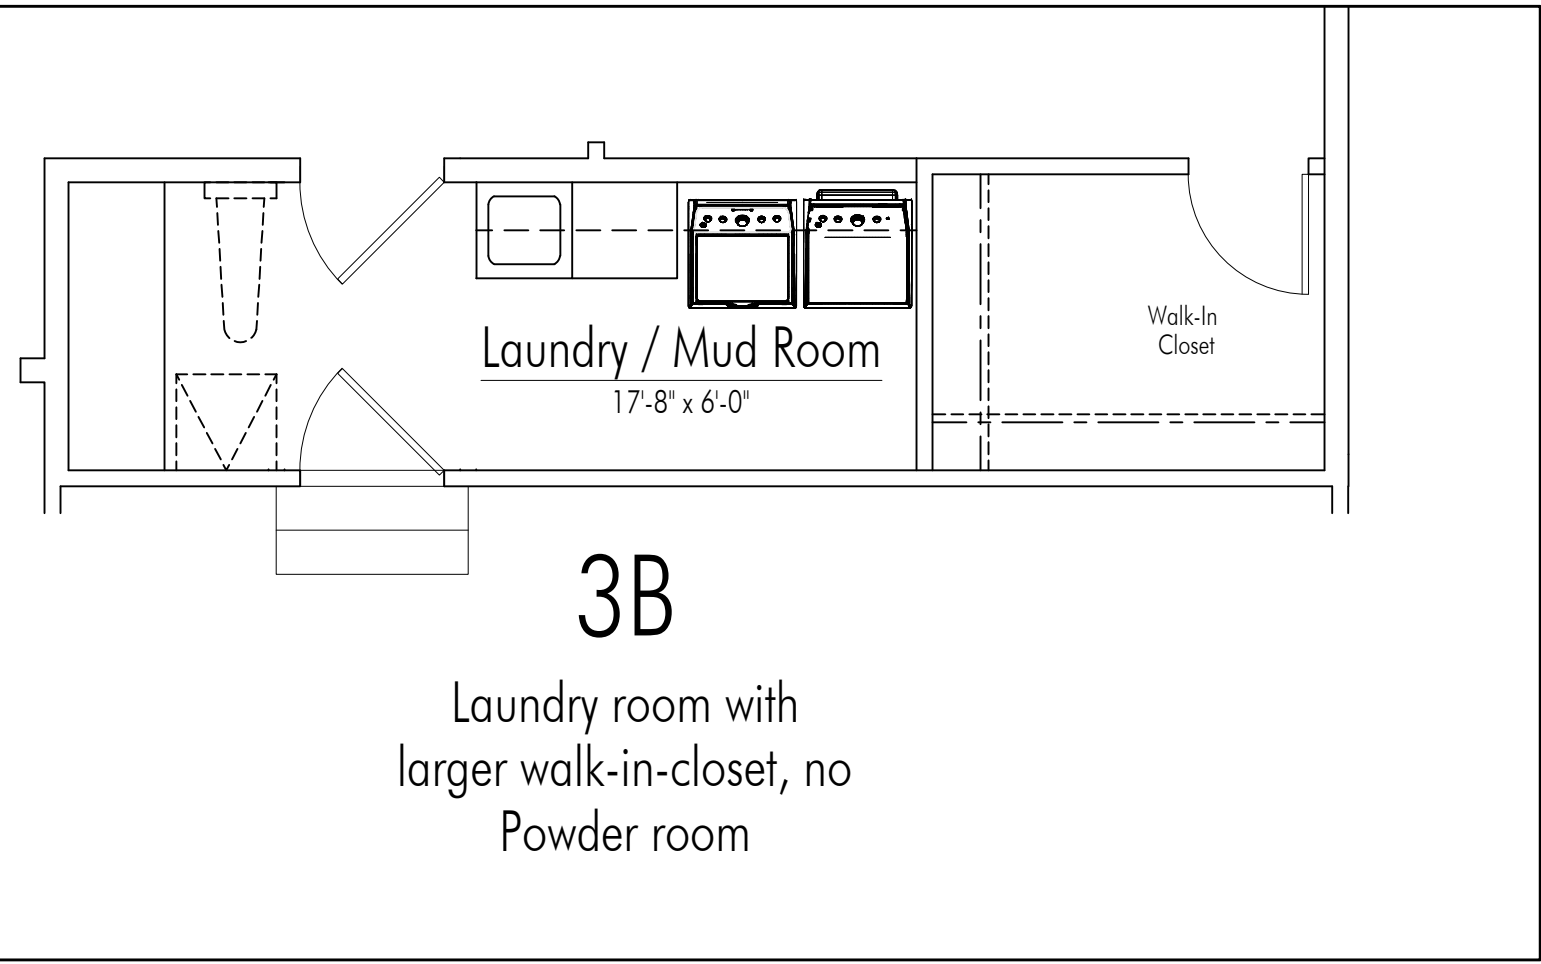 Walk-In
Closet
Laundry / Mud Room
17'-8" x 6'-0"
3B
Laundry room with
larger walk-in-closet, no
Powder room